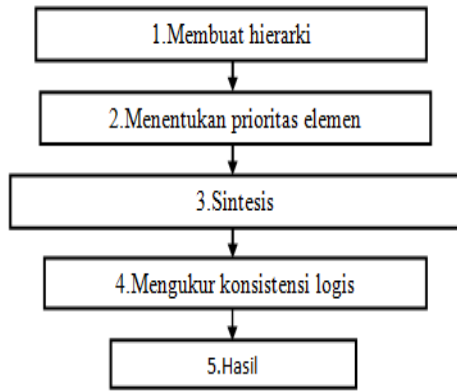 1.Membuat hierarki
2.Menentukan prioritas elemen
3.Sintesis
4.Mengukur konsistensi logis
5.Hasil